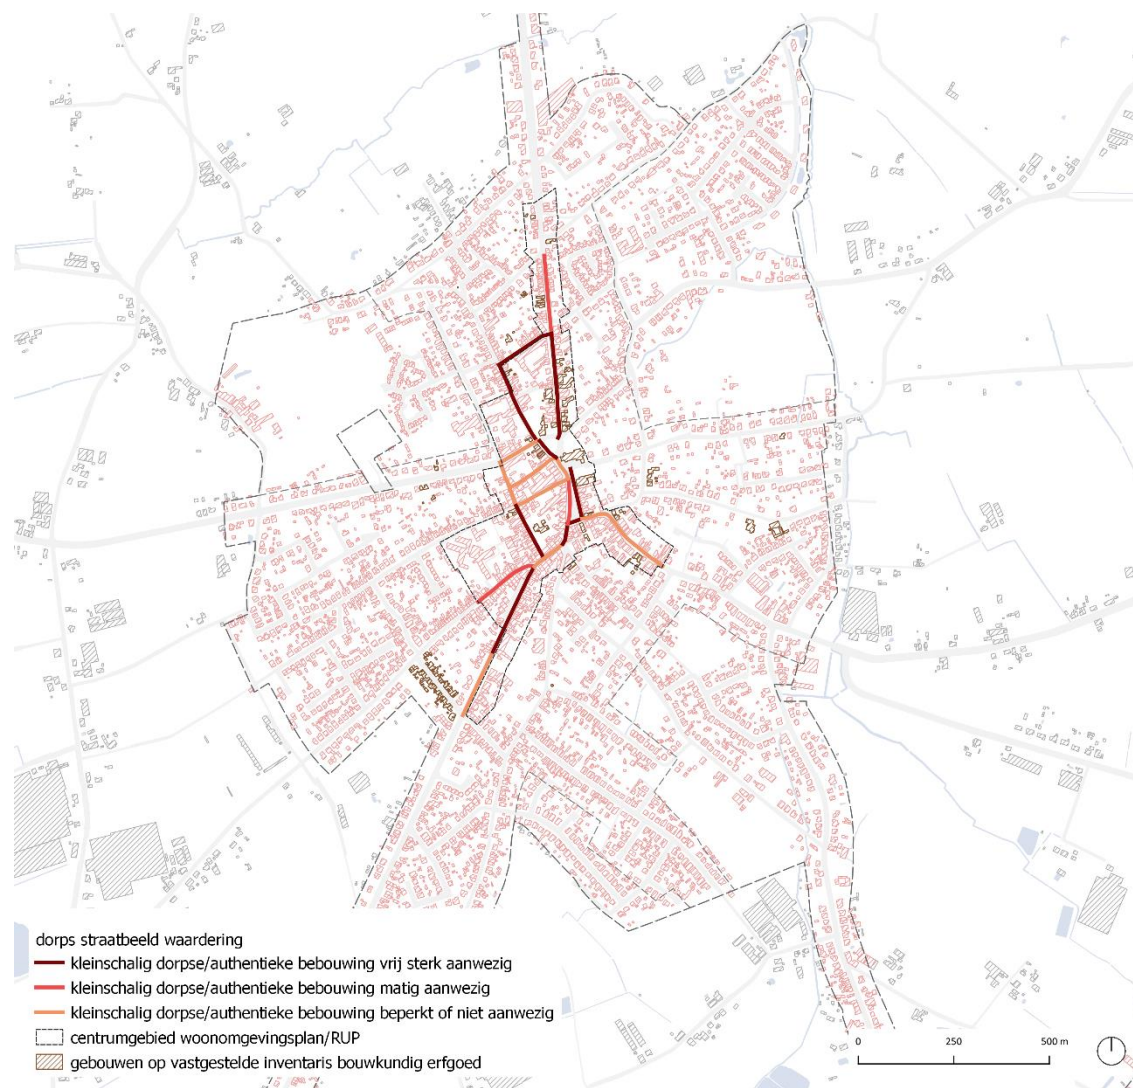 dorps straatbeeld waardering
kleinschalig dorpse/authentieke bebouwing vrij sterk aanwezig
kleinschalig dorpse/authentieke bebouwing matig aanwezig
kleinschalig dorpse/authentieke bebouwing beperkt of niet aanwezig
centrumgebied woonomgevingsplan/RUP
gebouwen op vastgestelde inventaris bouwkundig erfgoed
0 250 500 m